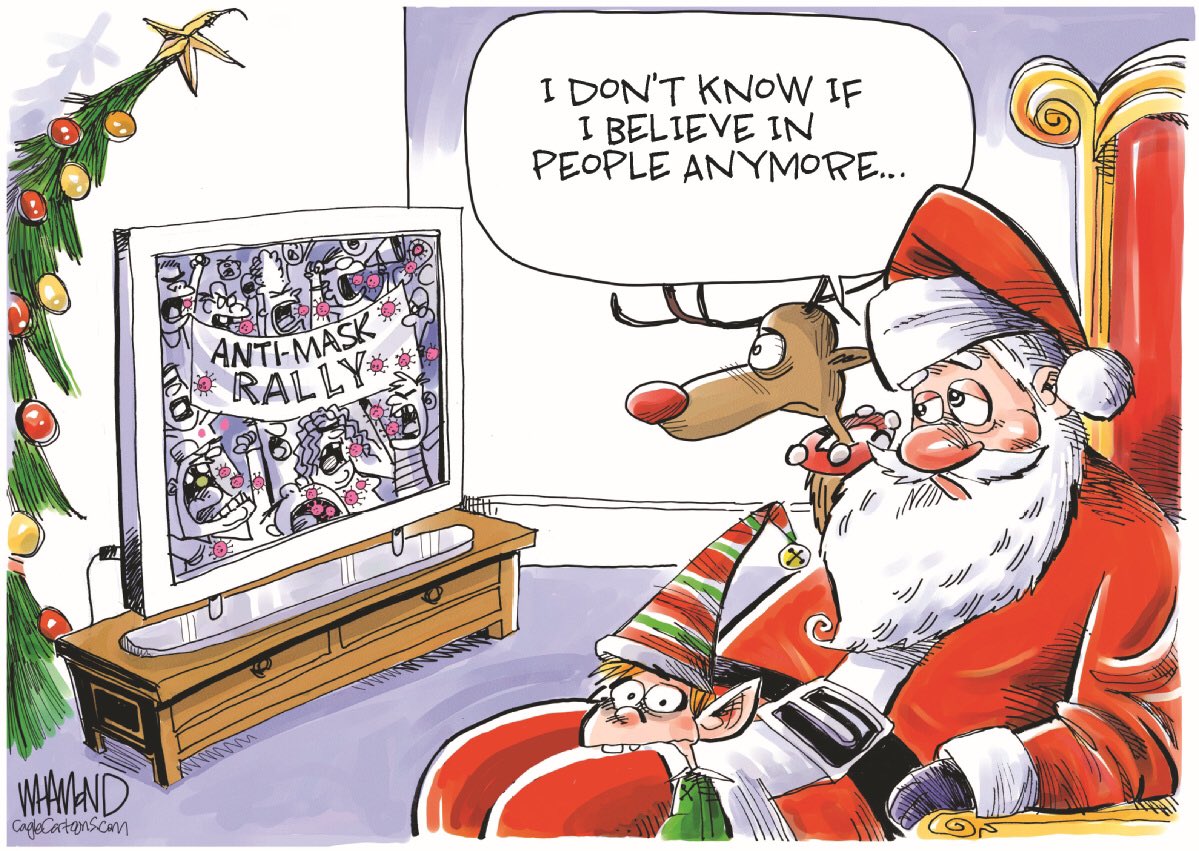 I DON'T KNOW IF
I BELIEVE IN
PEOPLE ANYMORE...
ANTI-MASK
RALLY
WHAMOND
CagleCartoons.com